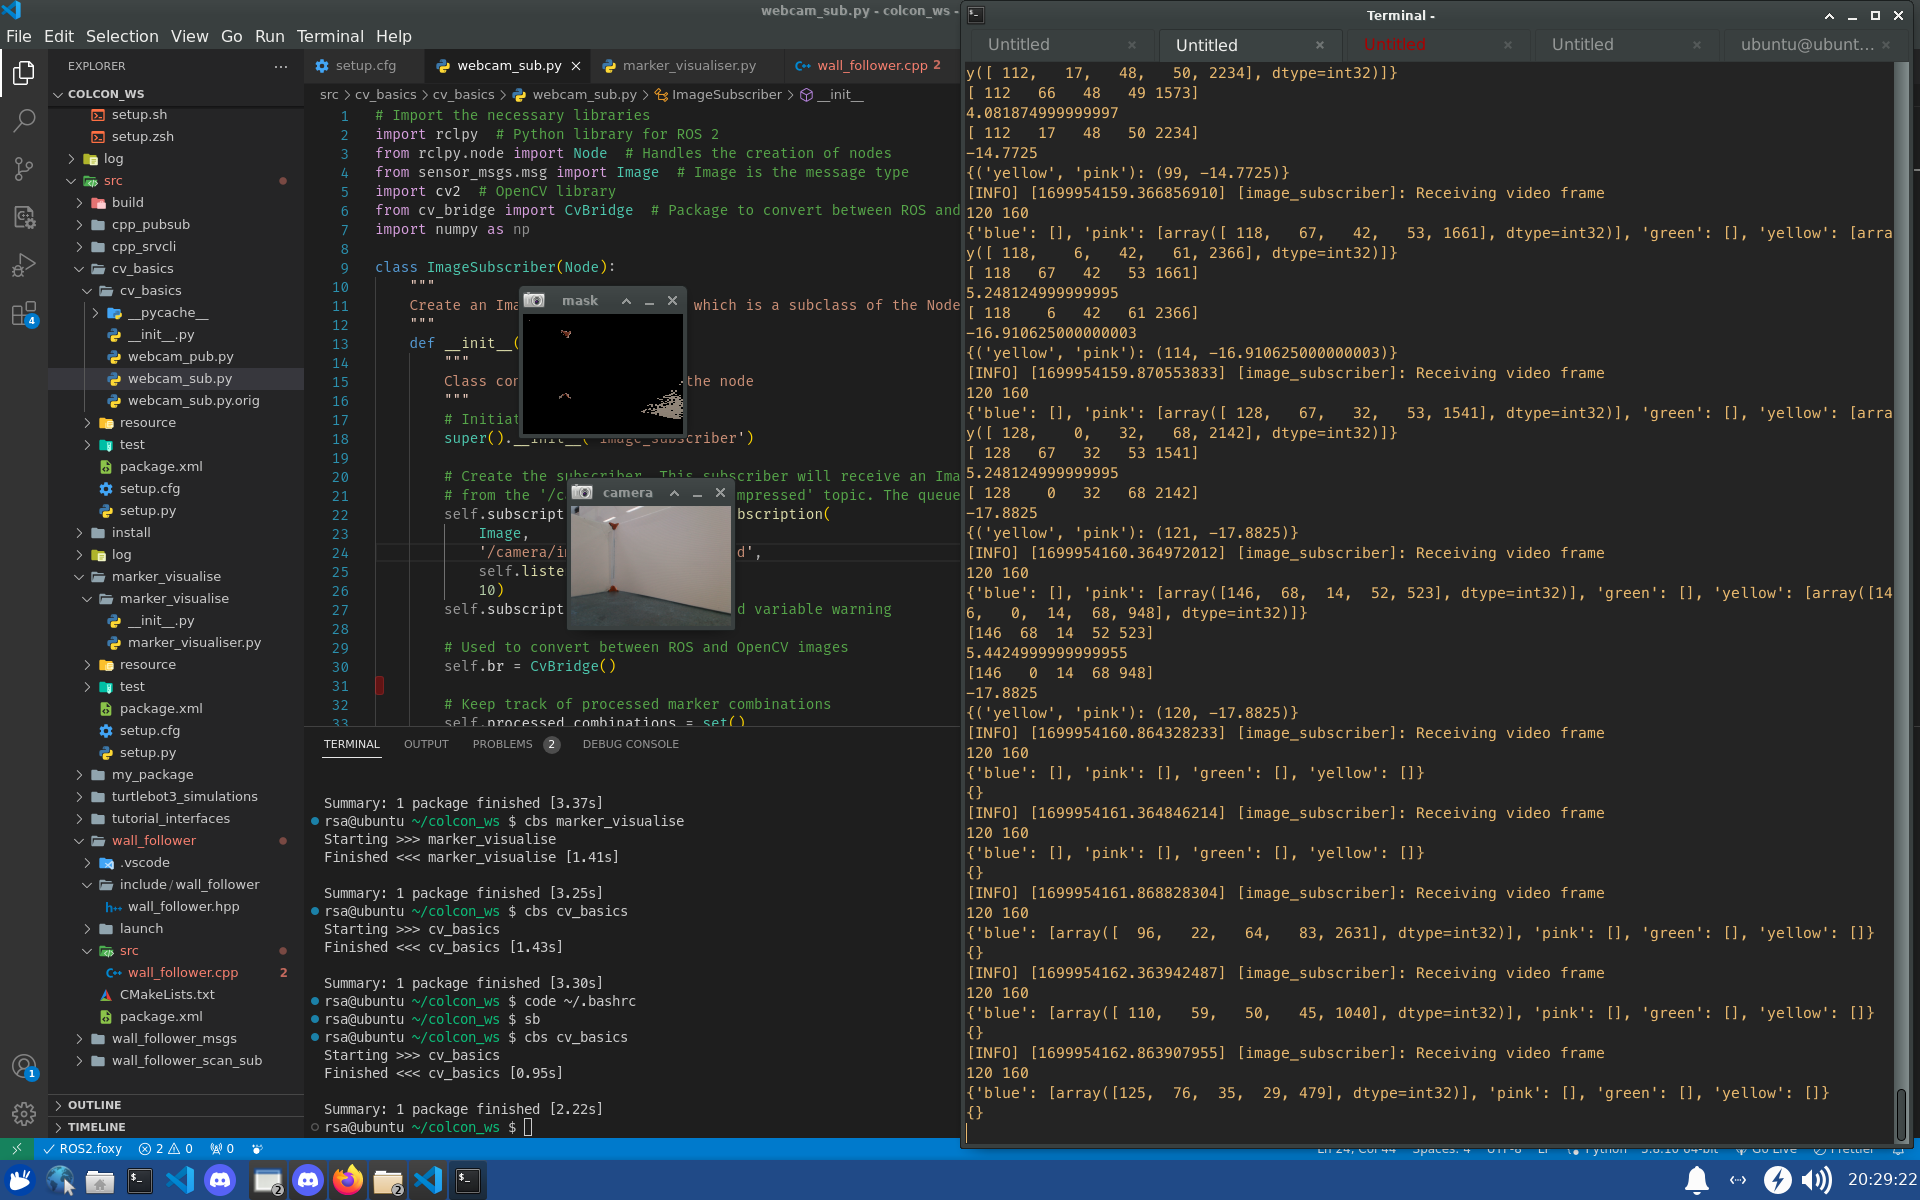 webcam_sub.py - colcon_ws -
File Edit Selection View Go Run Terminal Help
EXPLORER
COLCON_WS
setup.sh
setup.zsh
log
src
build
cpp_pubsub
cpp_srvcli
cv_basics
cv_basics
__pycache__
__init__.py
webcam_pub.py
webcam_sub.py
webcam_sub.py.orig
resource
test
package.xml
setup.cfg
setup.py
install
log
marker_visualise
marker_visualise
__init__.py
marker_visualiser.py
resource
test
package.xml
setup.cfg
setup.py
my_package
turtlebot3_simulations
tutorial_interfaces
wall_follower
.vscode
include/wall_follower
wall_follower.hpp
launch
src
wall_follower.cpp 2
CMakeLists.txt
package.xml
wall_follower_msgs
wall_follower_scan_sub
OUTLINE
TIMELINE
4
1
setup.cfg webcam_sub.py marker_visualiser.py wall_follower.cpp 2
src > cv_basics > cv_basics > webcam_sub.py > ImageSubscriber > __init__
1 # Import the necessary libraries
2 import rclpy # Python library for ROS 2
3 from rclpy.node import Node # Handles the creation of nodes
4 from sensor_msgs.msg import Image # Image is the message type
5 import cv2 # OpenCV library
6 from cv_bridge import CvBridge # Package to convert between ROS and
7 import numpy as np
8
9 class ImageSubscriber(Node):
10 """
11 Create an Ima which is a subclass of the Node
12 """
13 def __init__(
14 """
15 Class con the node
16 """
17 # Initiat
18 super().__init__('image_subscriber')
19
20 # Create the subscriber. This subscriber will receive an Ima
21 # from the '/c mpressed' topic. The queue
22 self.subscript bscription(
23 Image,
24 '/camera/i d',
25 self.liste
26 10)
27 self.subscript d variable warning
28
29 # Used to convert between ROS and OpenCV images
30 self.br = CvBridge()
31
32 # Keep track of processed marker combinations
33 self.processed_combinations = set()
mask
camera
TERMINAL OUTPUT PROBLEMS 2 DEBUG CONSOLE
Summary: 1 package finished [3.37s]
rsa@ubuntu ~/colcon_ws $ cbs marker_visualise
Starting >>> marker_visualise
Finished <<< marker_visualise [1.41s]
Summary: 1 package finished [3.25s]
rsa@ubuntu ~/colcon_ws $ cbs cv_basics
Starting >>> cv_basics
Finished <<< cv_basics [1.43s]
Summary: 1 package finished [3.30s]
rsa@ubuntu ~/colcon_ws $ code ~/.bashrc
rsa@ubuntu ~/colcon_ws $ sb
rsa@ubuntu ~/colcon_ws $ cbs cv_basics
Starting >>> cv_basics
Finished <<< cv_basics [0.95s]
Summary: 1 package finished [2.22s]
rsa@ubuntu ~/colcon_ws $
Terminal -
Untitled Untitled Untitled Untitled ubuntu@ubunt...
y([ 112, 17, 48, 50, 2234], dtype=int32)]}
[ 112 66 48 49 1573]
4.081874999999997
[ 112 17 48 50 2234]
-14.7725
{('yellow', 'pink'): (99, -14.7725)}
[INFO] [1699954159.366856910] [image_subscriber]: Receiving video frame
120 160
{'blue': [], 'pink': [array([ 118, 67, 42, 53, 1661], dtype=int32)], 'green': [], 'yellow': [arra
y([ 118, 6, 42, 61, 2366], dtype=int32)]}
[ 118 67 42 53 1661]
5.248124999999995
[ 118 6 42 61 2366]
-16.910625000000003
{('yellow', 'pink'): (114, -16.910625000000003)}
[INFO] [1699954159.870553833] [image_subscriber]: Receiving video frame
120 160
{'blue': [], 'pink': [array([ 128, 67, 32, 53, 1541], dtype=int32)], 'green': [], 'yellow': [arra
y([ 128, 0, 32, 68, 2142], dtype=int32)]}
[ 128 67 32 53 1541]
5.248124999999995
[ 128 0 32 68 2142]
-17.8825
{('yellow', 'pink'): (121, -17.8825)}
[INFO] [1699954160.364972012] [image_subscriber]: Receiving video frame
120 160
{'blue': [], 'pink': [array([146, 68, 14, 52, 523], dtype=int32)], 'green': [], 'yellow': [array([14
6, 0, 14, 68, 948], dtype=int32)]}
[146 68 14 52 523]
5.4424999999999955
[146 0 14 68 948]
-17.8825
{('yellow', 'pink'): (120, -17.8825)}
[INFO] [1699954160.864328233] [image_subscriber]: Receiving video frame
120 160
{'blue': [], 'pink': [], 'green': [], 'yellow': []}
{}
[INFO] [1699954161.364846214] [image_subscriber]: Receiving video frame
120 160
{'blue': [], 'pink': [], 'green': [], 'yellow': []}
{}
[INFO] [1699954161.868828304] [image_subscriber]: Receiving video frame
120 160
{'blue': [array([ 96, 22, 64, 83, 2631], dtype=int32)], 'pink': [], 'green': [], 'yellow': []}
{}
[INFO] [1699954162.363942487] [image_subscriber]: Receiving video frame
120 160
{'blue': [array([ 110, 59, 50, 45, 1040], dtype=int32)], 'pink': [], 'green': [], 'yellow': []}
{}
[INFO] [1699954162.863907955] [image_subscriber]: Receiving video frame
120 160
{'blue': [array([125, 76, 35, 29, 479], dtype=int32)], 'pink': [], 'green': [], 'yellow': []}
{}
ROS2.foxy 2 0 0
Ln 24, Col 44 Spaces: 4 UTF-8 LF Python 3.8.10 64-bit Go Live Prettier
2 2 20:29:22